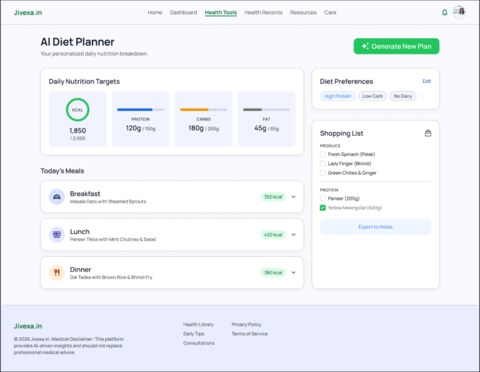 Jivexa.in
Home Dashboard Health Tools Health Records Resources Care
AI Diet Planner
Your personalized daily nutrition breakdown.
Generate New Plan
Daily Nutrition Targets
KCAL
1,850
/ 2,000
PROTEIN
120g / 150g
CARBS
180g / 250g
FAT
45g / 60g
Diet Preferences
Edit
High Protein
Low Carb
No Dairy
Shopping List
PRODUCE
Fresh Spinach (Palak)
Lady Finger (Bhindi)
Green Chilies & Ginger
PROTEIN
Paneer (200g)
Yellow Moong Dal (500g)
Export to Notes
Today's Meals
Breakfast
Masala Oats with Steamed Sprouts
350 kcal
Lunch
Paneer Tikka with Mint Chutney & Salad
420 kcal
Dinner
Dal Tadka with Brown Rice & Bhindi Fry
380 kcal
Jivexa.in
© 2026 Jivexa.in. Medical Disclaimer: This platform
provides AI-driven insights and should not replace
professional medical advice.
Health Library
Daily Tips
Consultations
Privacy Policy
Terms of Service